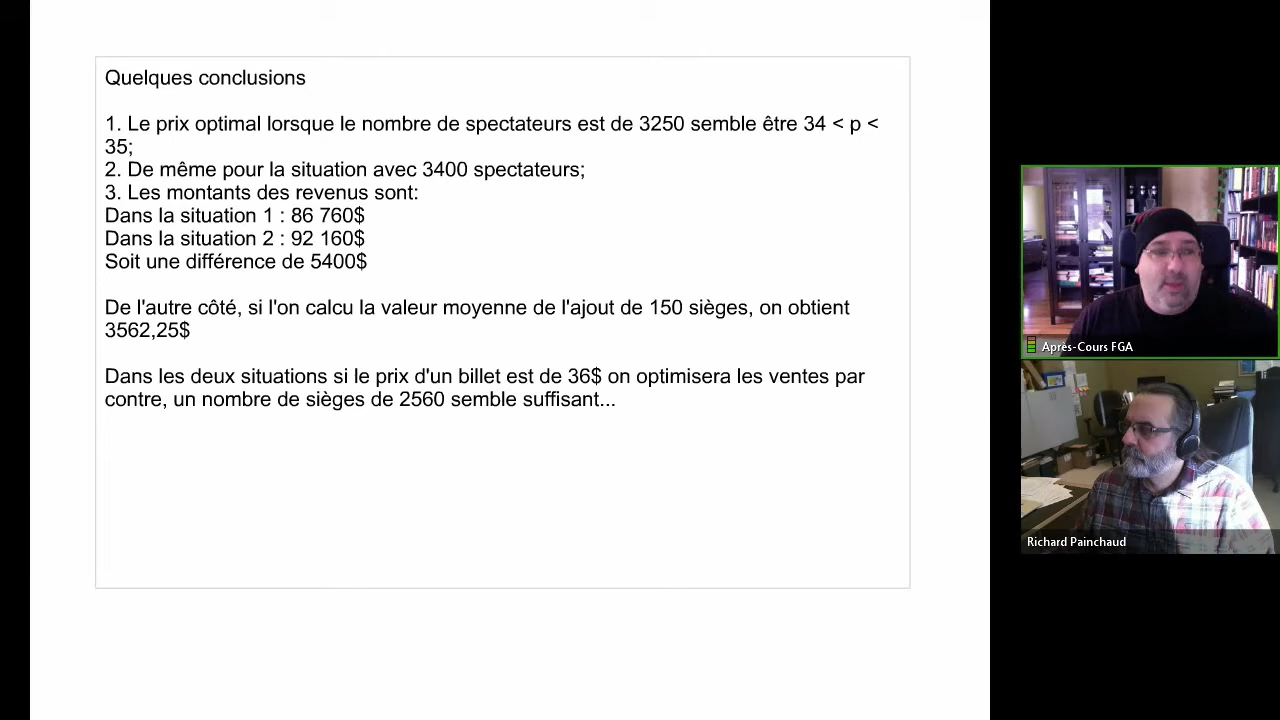 Quelques conclusions
1. Le prix optimal lorsque le nombre de spectateurs est de 3250 semble être 34 < p <
35;
2. De même pour la situation avec 3400 spectateurs;
3. Les montants des revenus sont:
Dans la situation 1 : 86 760$
Dans la situation 2 : 92 160$
Soit une différence de 5400$
De l'autre côté, si l'on calcu la valeur moyenne de l'ajout de 150 sièges, on obtient
3562,25$
Dans les deux situations si le prix d'un billet est de 36$ on optimisera les ventes par
contre, un nombre de sièges de 2560 semble suffisant...
Après-Cours FGA
Richard Painchaud